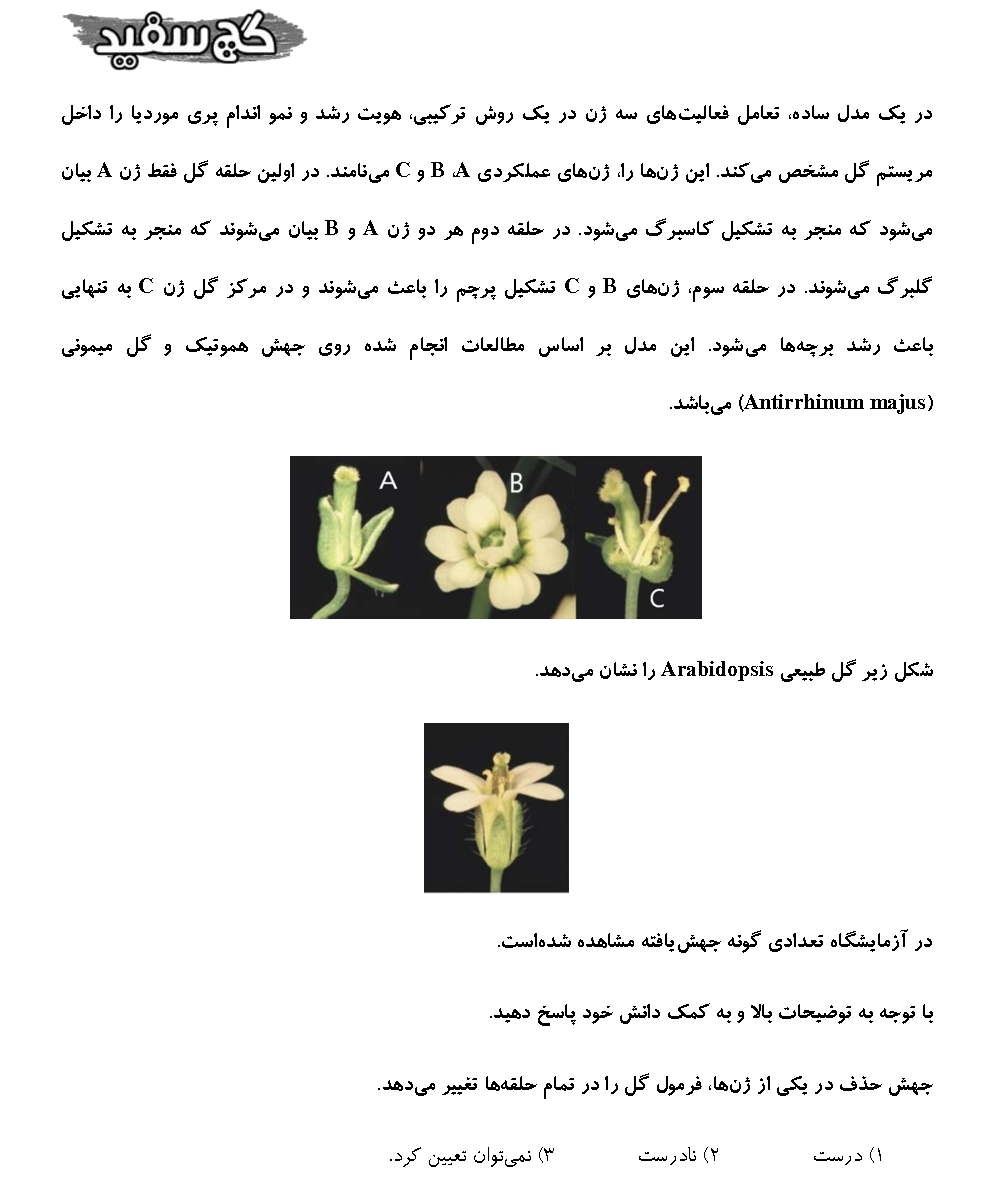 گچ سفید
در یک مدل ساده، تعامل فعالیت‌های سه ژن در یک روش ترکیبی، هویت رشد و نمو اندام پری موردیا را داخل
مریستم گل مشخص می‌کند. این ژن‌ها را، ژن‌های عملکردی A، B و C می‌نامند. در اولین حلقه گل فقط ژن A بیان
می‌شود که منجر به تشکیل کاسبرگ می‌شود. در حلقه دوم هر دو ژن A و B بیان می‌شوند که منجر به تشکیل
گلبرگ می‌شوند. در حلقه سوم، ژن‌های B و C تشکیل پرچم را باعث می‌شوند و در مرکز گل ژن C به تنهایی
باعث رشد برچه‌ها می‌شود. این مدل بر اساس مطالعات انجام شده روی جهش هموتیک و گل میمونی
(Antirrhinum majus) می‌باشد.
A B C
شکل زیر گل طبیعی Arabidopsis را نشان می‌دهد.
در آزمایشگاه تعدادی گونه جهش‌یافته مشاهده شده‌است.
با توجه به توضیحات بالا و به کمک دانش خود پاسخ دهید.
جهش حذف در یکی از ژن‌ها، فرمول گل را در تمام حلقه‌ها تغییر می‌دهد.
۱) درست ۲) نادرست ۳) نمی‌توان تعیین کرد.